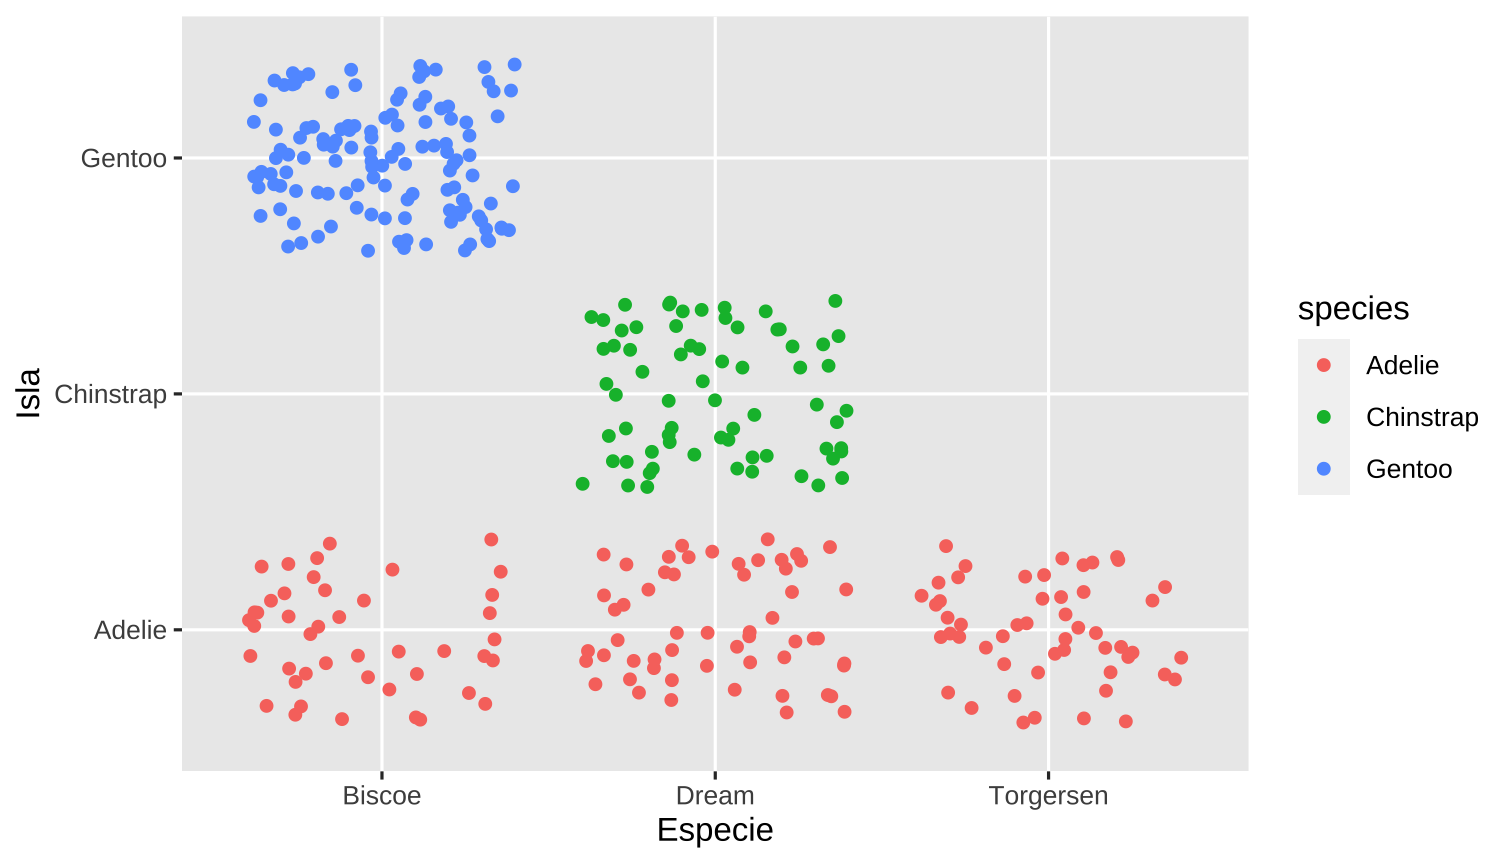 Gentoo
Chinstrap
Adelie
Isla
Biscoe
Dream
Torgersen
Especie
species
Adelie
Chinstrap
Gentoo